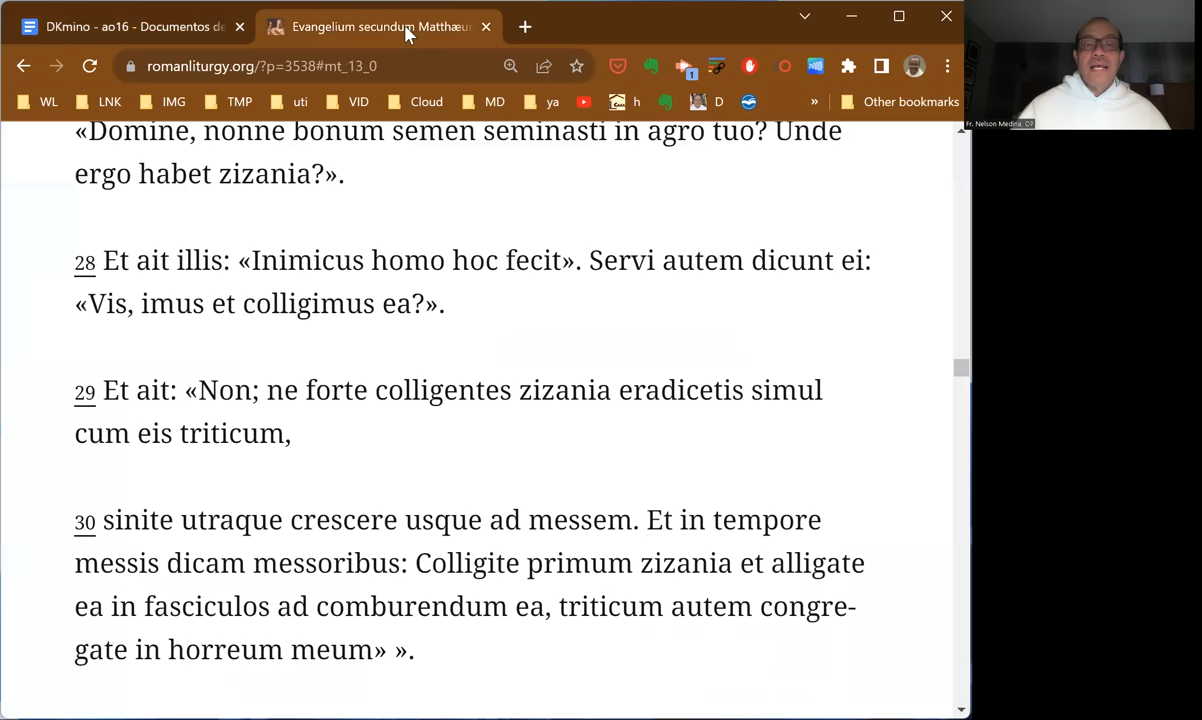 DKmino - ao16 - Documentos de
Evangelium secundum Matthæu
romanliturgy.org/?p=3538#mt_13_0
1
WL LNK IMG TMP uti VID Cloud MD ya h D » Other bookmarks
Fr. Nelson Medina, OP
«Domine, nonne bonum semen seminasti in agro tuo? Unde
ergo habet zizania?».
28 Et ait illis: «Inimicus homo hoc fecit». Servi autem dicunt ei:
«Vis, imus et colligimus ea?».
29 Et ait: «Non; ne forte colligentes zizania eradicetis simul
cum eis triticum,
30 sinite utraque crescere usque ad messem. Et in tempore
messis dicam messoribus: Colligite primum zizania et alligate
ea in fasciculos ad comburendum ea, triticum autem congre-
gate in horreum meum» ».